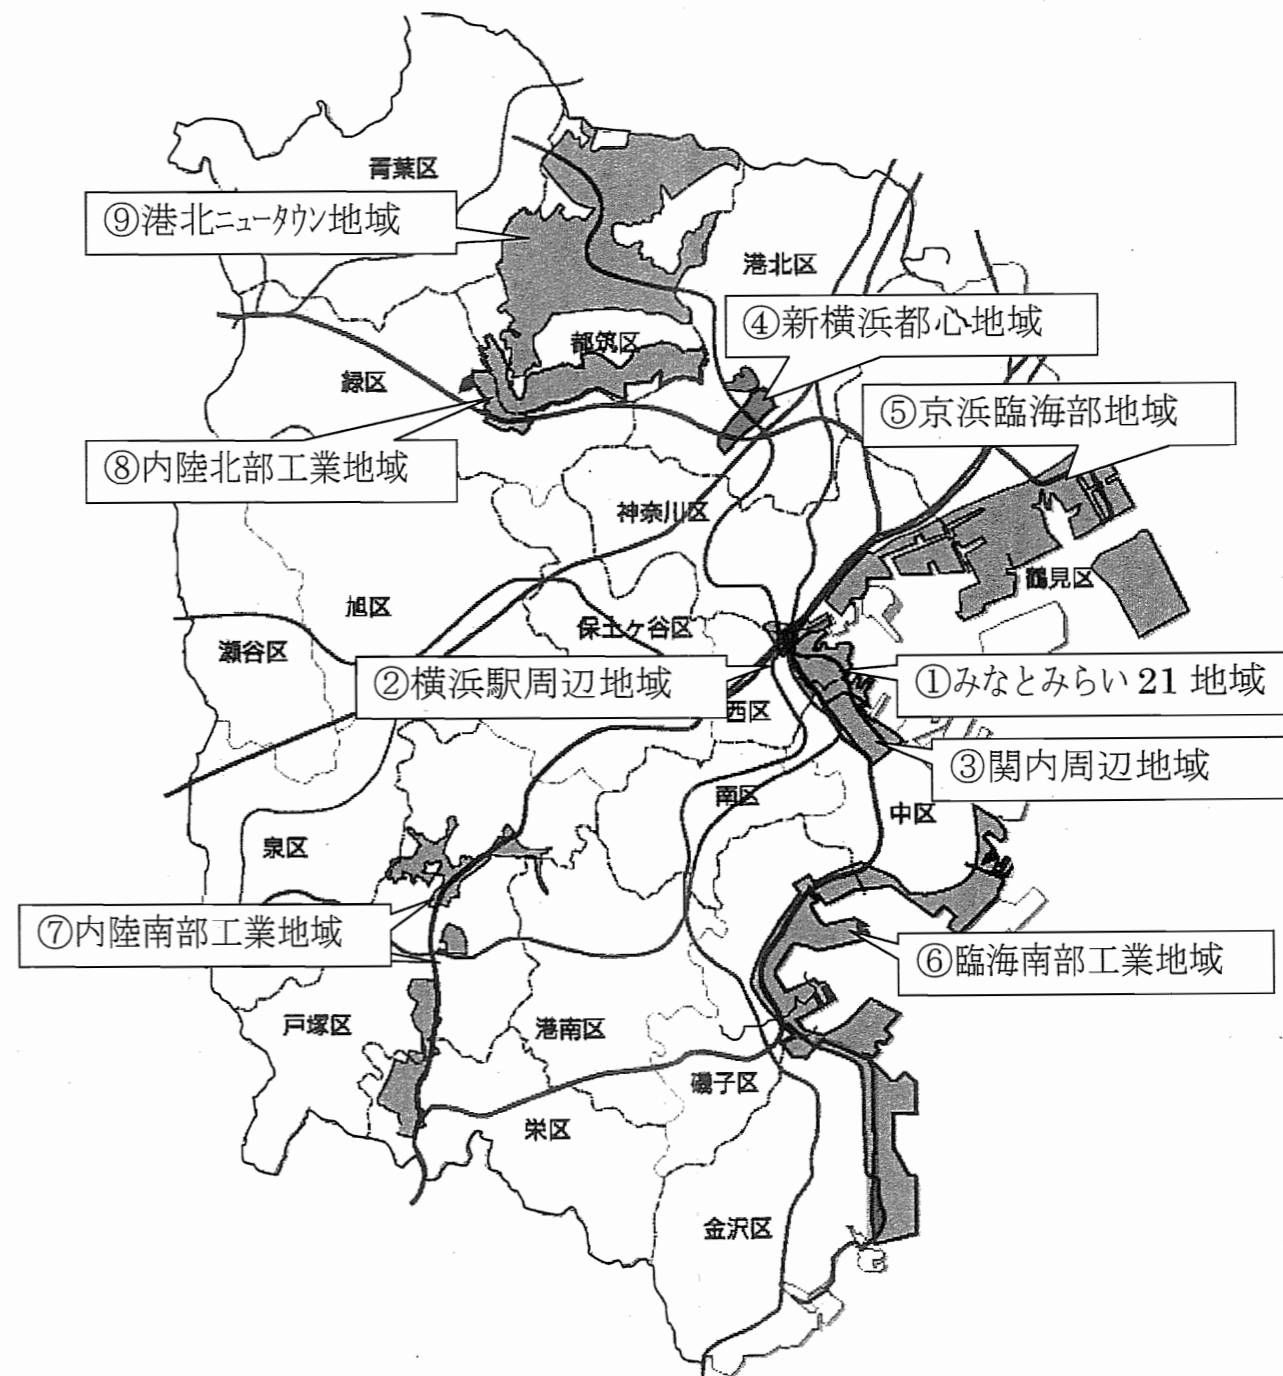 青葉区
⑨港北ニュータウン地域
港北区
④新横浜都心地域
都筑区
緑区
⑤京浜臨海部地域
⑧内陸北部工業地域
神奈川区
鶴見区
旭区
保土ヶ谷区
瀬谷区
②横浜駅周辺地域
①みなとみらい 21 地域
西区
③関内周辺地域
南区
中区
泉区
⑦内陸南部工業地域
⑥臨海南部工業地域
戸塚区
港南区
磯子区
栄区
金沢区